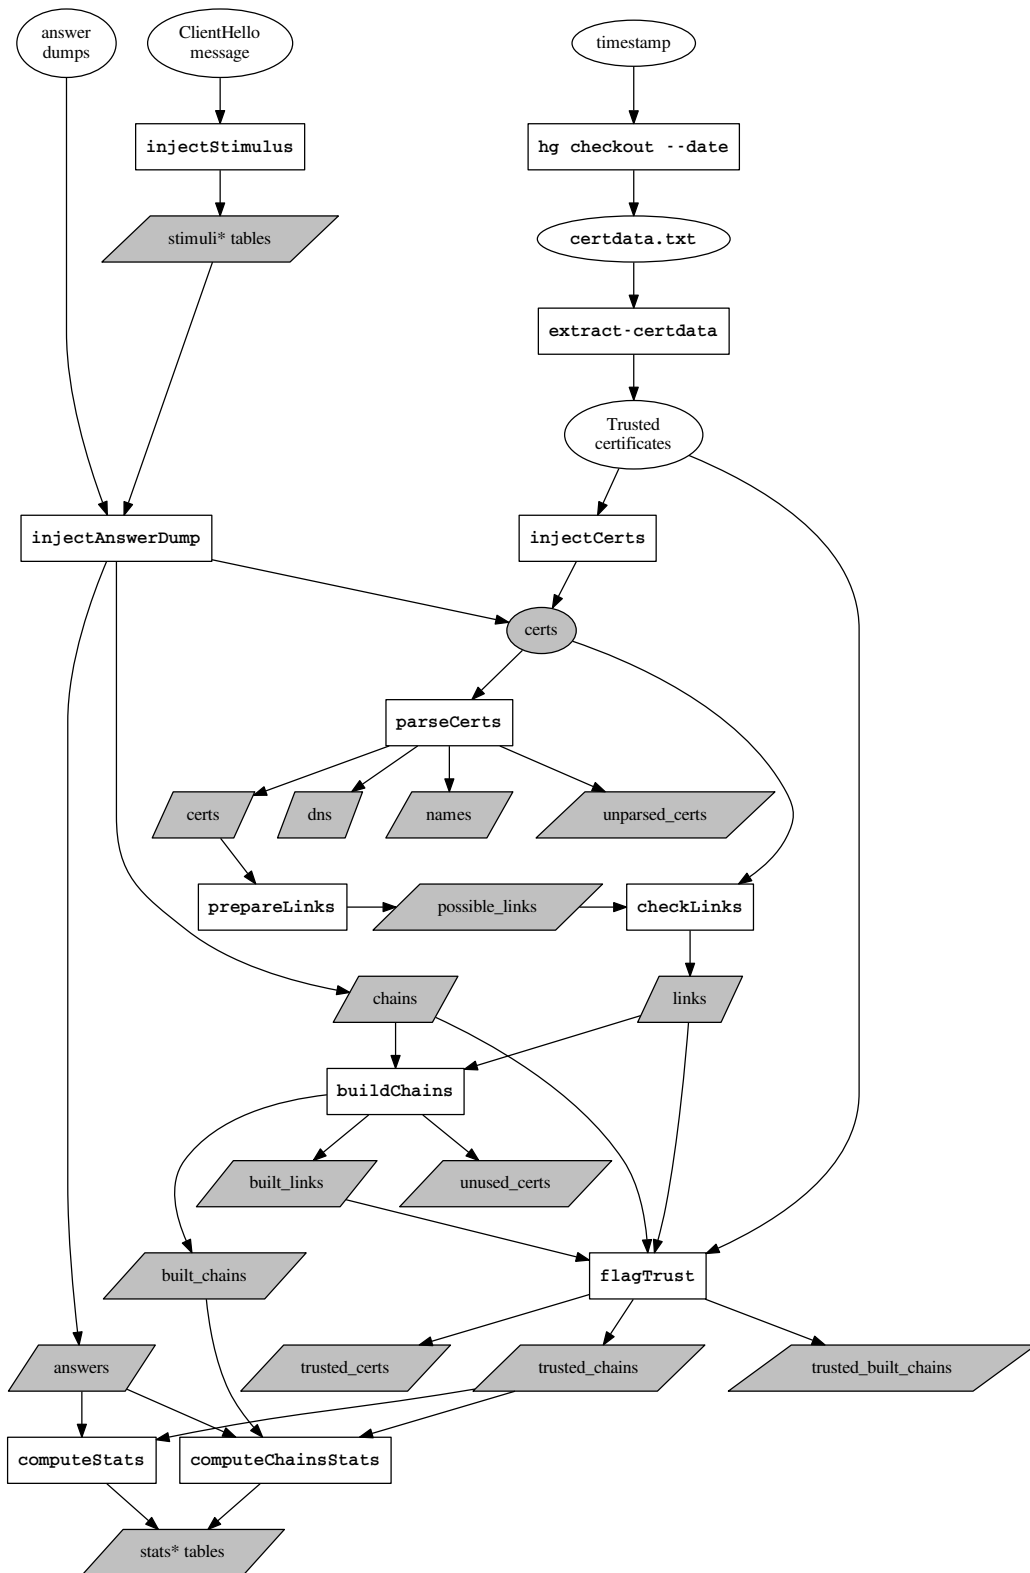 answer
dumps
ClientHello
message
timestamp
injectStimulus
hg checkout --date
stimuli* tables
certdata.txt
extract-certdata
Trusted
certificates
injectAnswerDump
injectCerts
certs
parseCerts
certs
dns
names
unparsed_certs
prepareLinks
possible_links
checkLinks
chains
links
buildChains
built_links
unused_certs
built_chains
flagTrust
answers
trusted_certs
trusted_chains
trusted_built_chains
computeStats
computeChainsStats
stats* tables